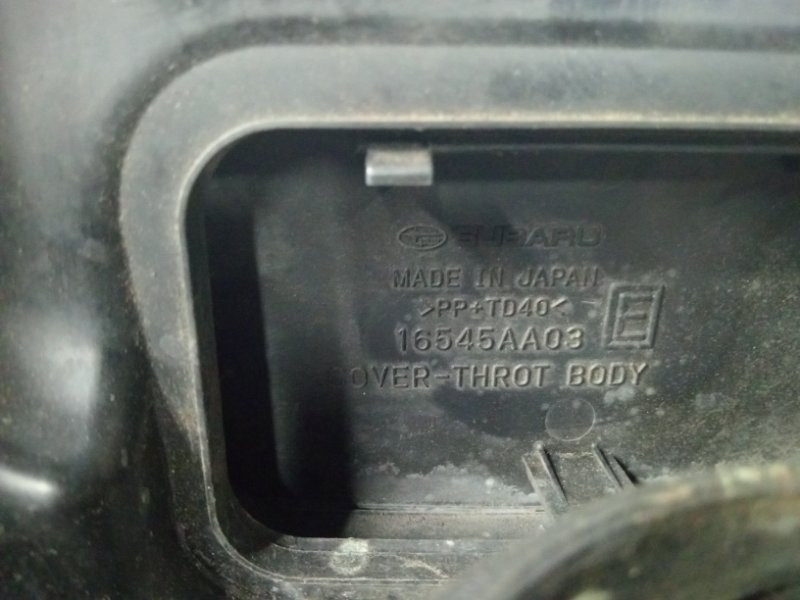 SUBARU
MADE IN JAPAN
>PP+TD40<
16545AA03 E
OVER-THROT BODY